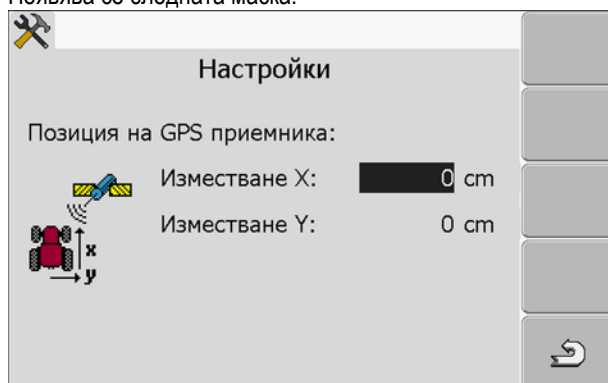 Появява се следната маска:
Настройки
Позиция на GPS приемника:
Изместване X: 0 cm
Изместване Y: 0 cm
x
y